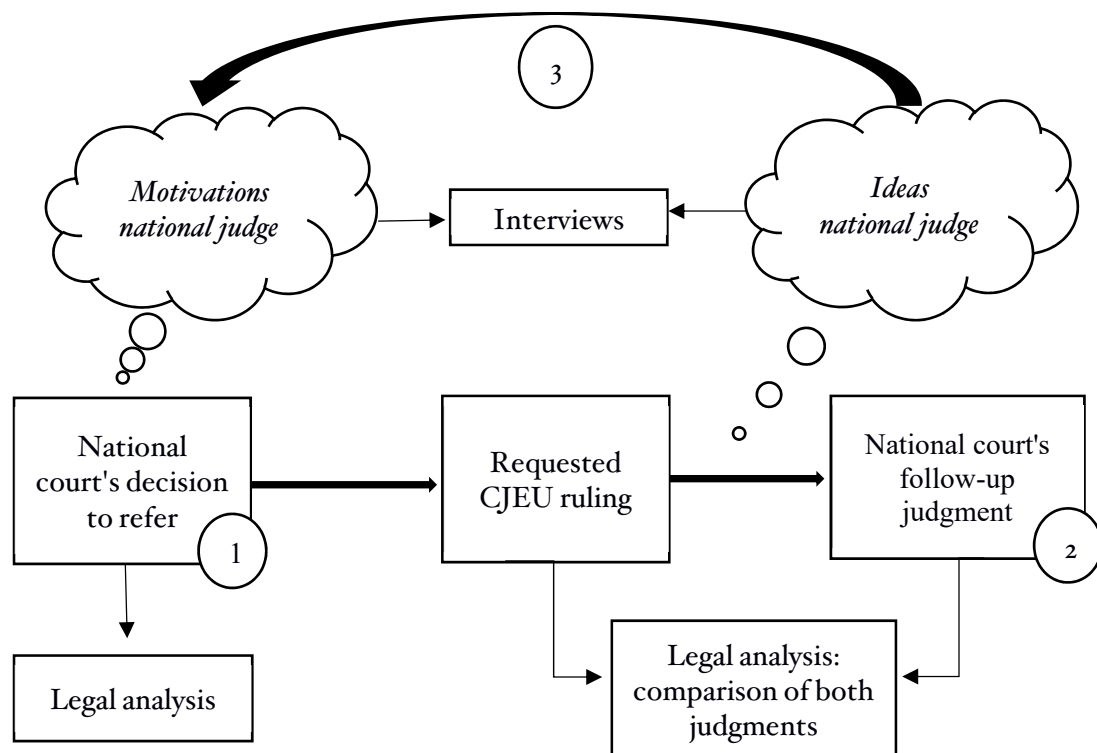 3
Motivations
national judge
Interviews
Ideas
national judge
National
court's decision
to refer
1
Requested
CJEU ruling
National court's
follow-up
judgment
2
Legal analysis
Legal analysis:
comparison of both
judgments